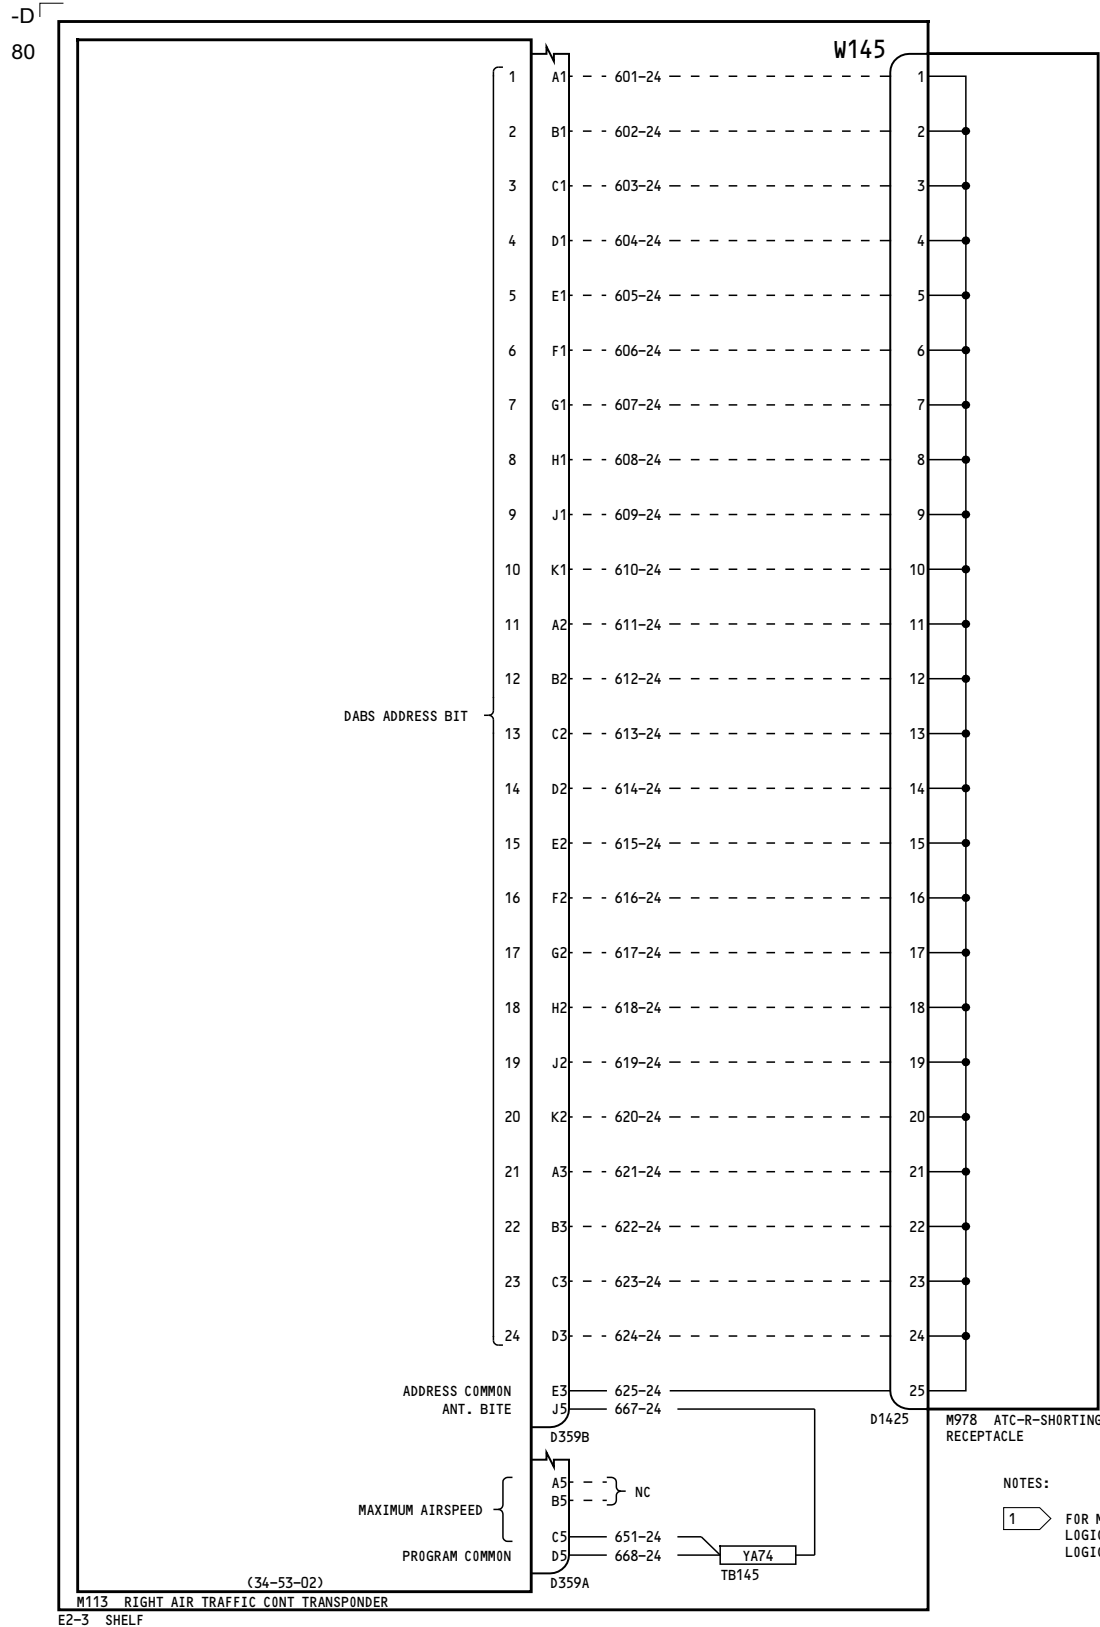 -D
80
W145
1 A1 601-24 1
2 B1 602-24 2
3 C1 603-24 3
4 D1 604-24 4
5 E1 605-24 5
6 F1 606-24 6
7 G1 607-24 7
8 H1 608-24 8
9 J1 609-24 9
10 K1 610-24 10
11 A2 611-24 11
12 B2 612-24 12
DABS ADDRESS BIT
13 C2 613-24 13
14 D2 614-24 14
15 E2 615-24 15
16 F2 616-24 16
17 G2 617-24 17
18 H2 618-24 18
19 J2 619-24 19
20 K2 620-24 20
21 A3 621-24 21
22 B3 622-24 22
23 C3 623-24 23
24 D3 624-24 24
ADDRESS COMMON E3 625-24 25
ANT. BITE J5 667-24
D1425
M978 ATC-R-SHORTING
RECEPTACLE
D359B
A5
B5
NC
MAXIMUM AIRSPEED
C5 651-24
PROGRAM COMMON D5 668-24 YA74
TB145
D359A
NOTES:
1 FOR
LOGIC
LOGIC
(34-53-02)
M113 RIGHT AIR TRAFFIC CONT TRANSPONDER
E2-3 SHELF